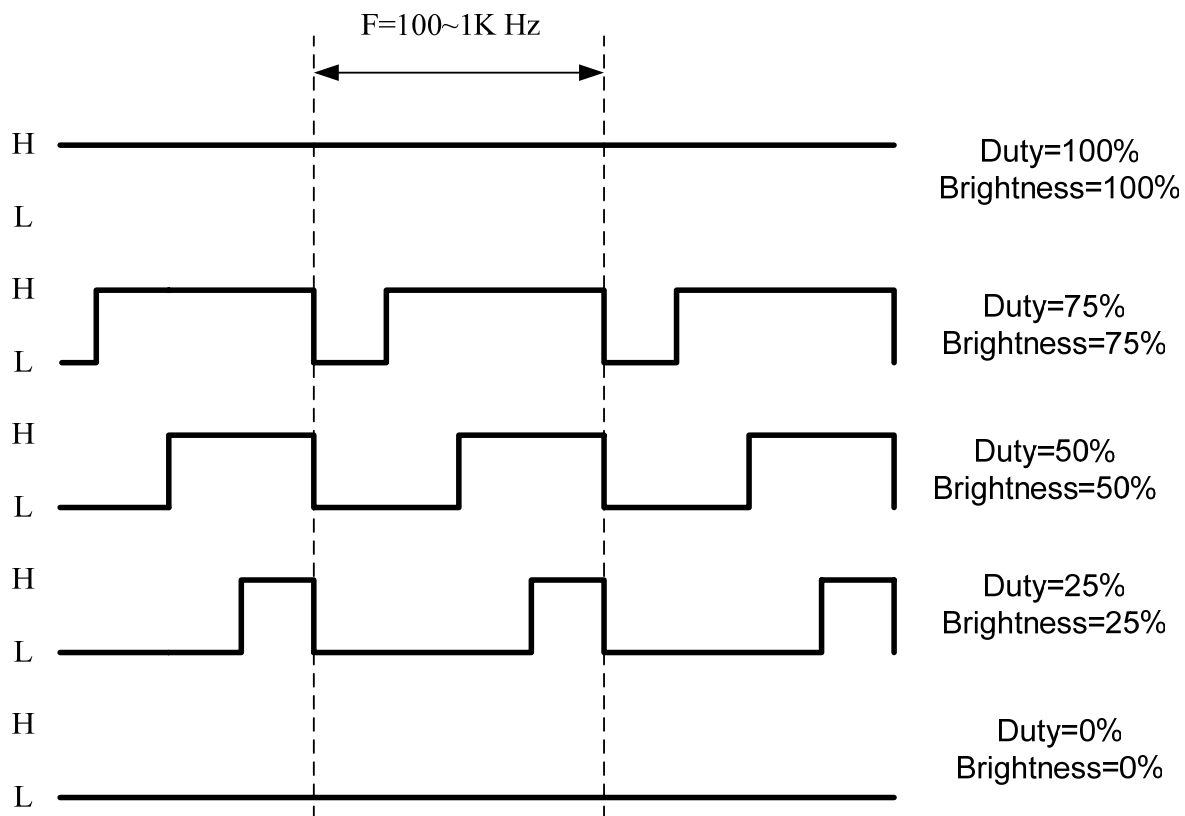 F=100~1K Hz
H
Duty=100%
Brightness=100%
L
H
Duty=75%
Brightness=75%
L
H
Duty=50%
Brightness=50%
L
H
Duty=25%
Brightness=25%
L
H
Duty=0%
Brightness=0%
L